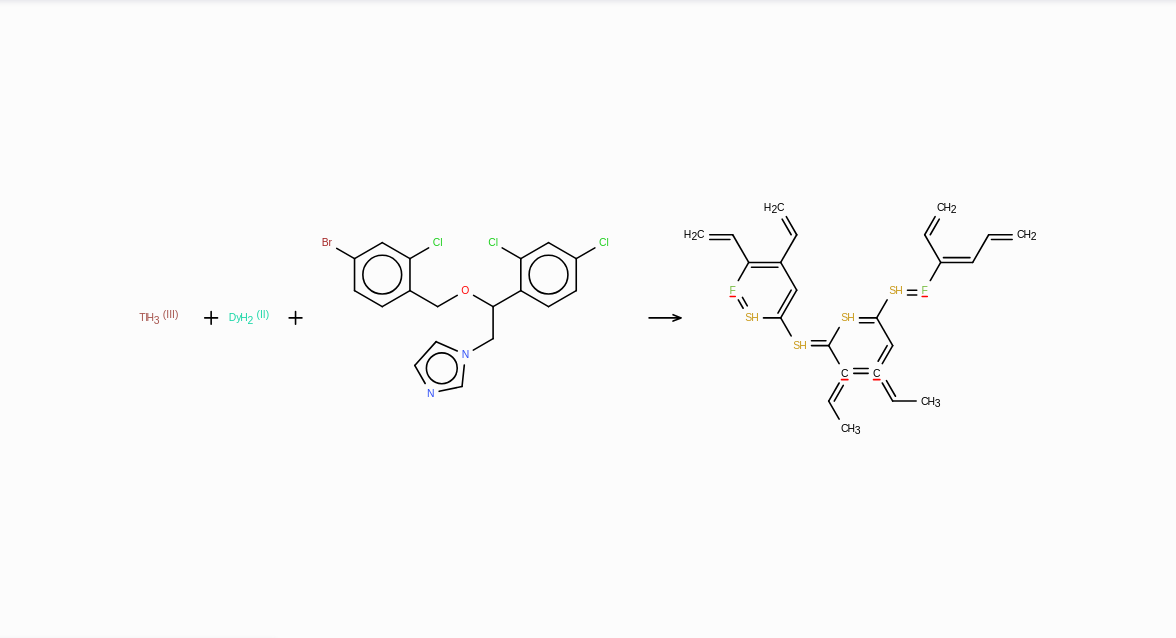 H2C
H2C CH2
CH2
Br Cl Cl Cl
O F SH F
TlH3 (III) + DyH2 (II) + SH SH
SH
N C C
N CH3
CH3